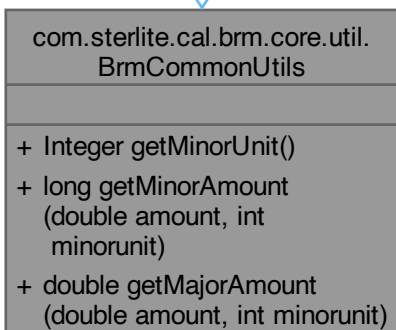 com.sterlite.cal.brm.core.util.
BrmCommonUtils
+ Integer getMinorUnit()
+ long getMinorAmount
(double amount, int
minorunit)
+ double getMajorAmount
(double amount, int minorunit)